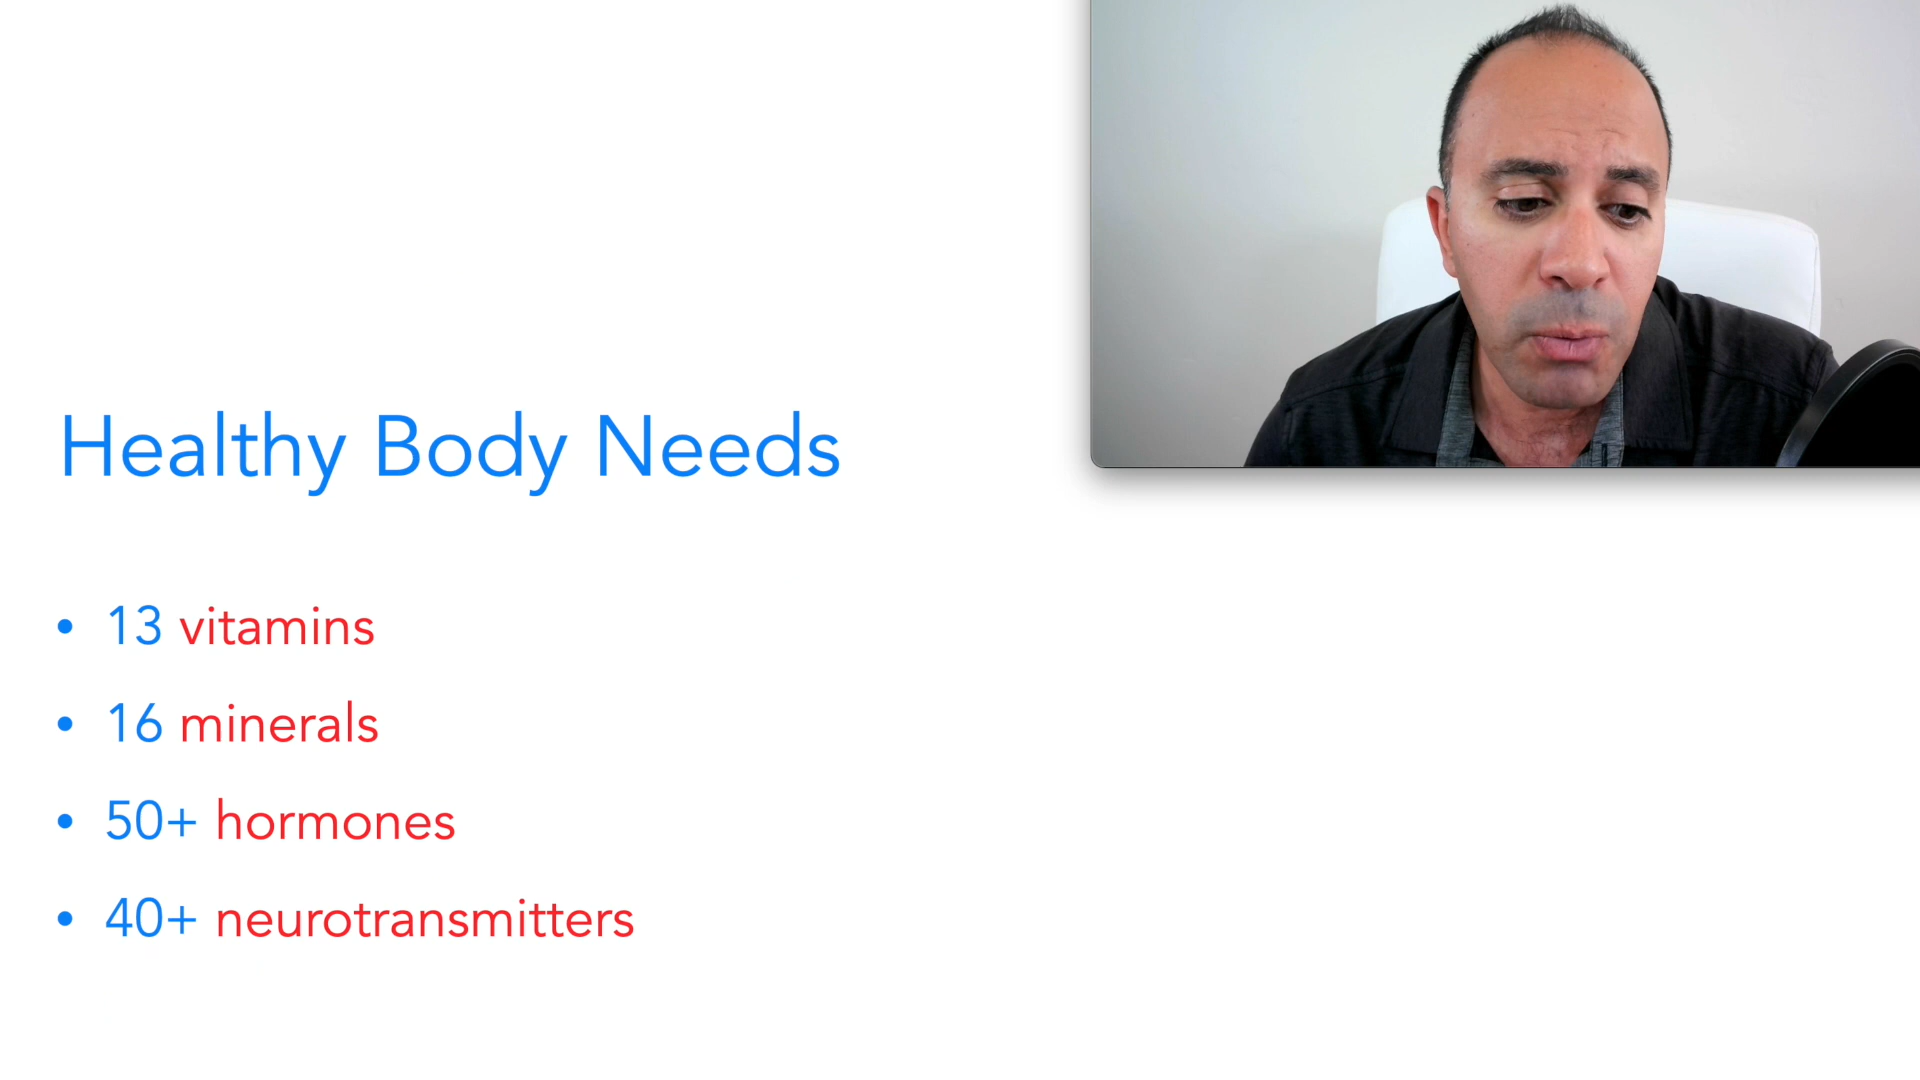 Healthy Body Needs
• 13 vitamins
• 16 minerals
• 50+ hormones
• 40+ neurotransmitters